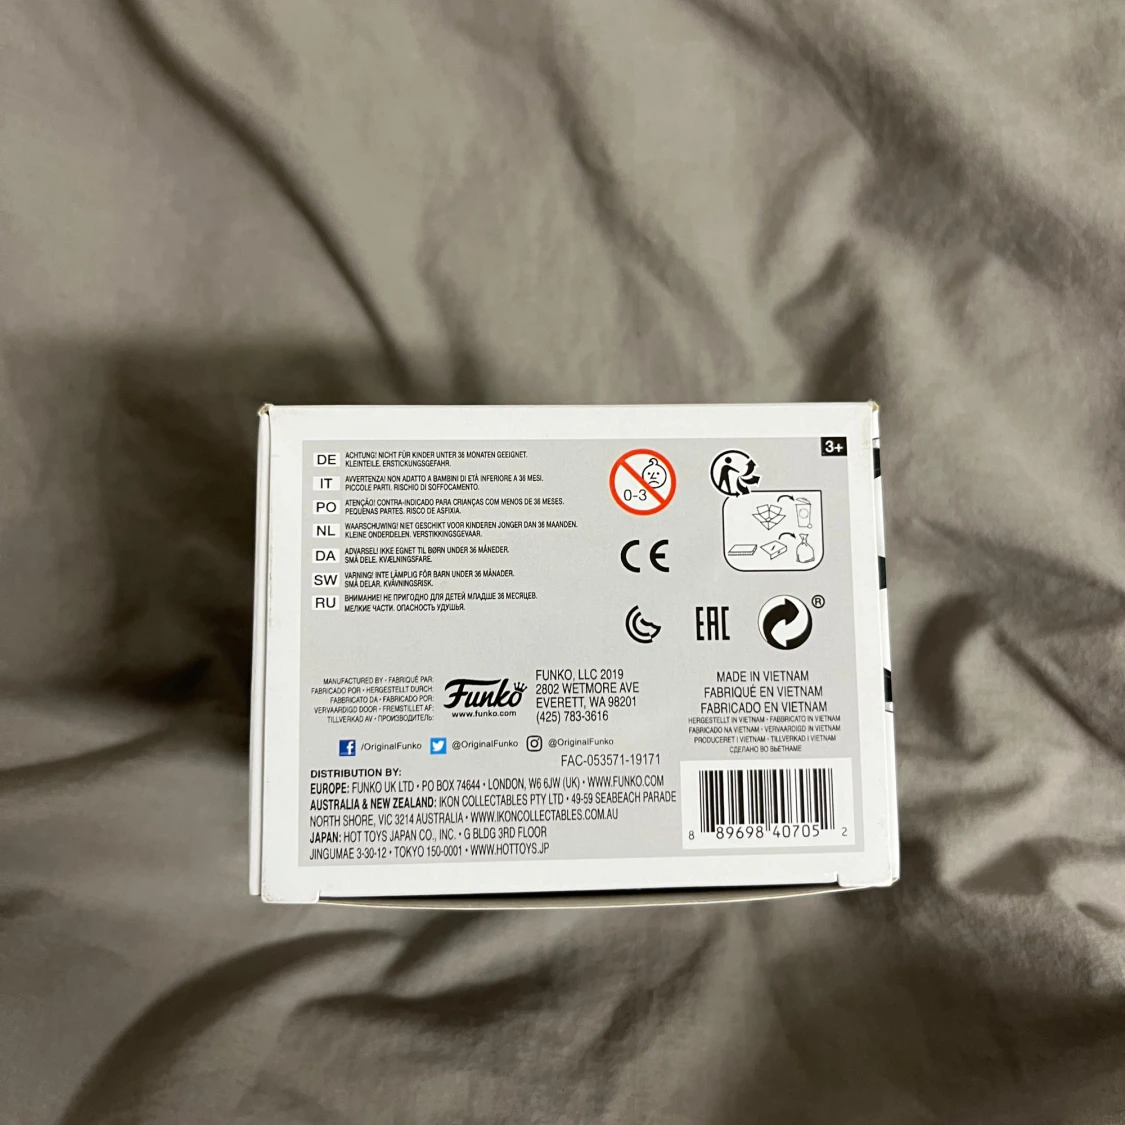 3+
DE ACHTUNG! NICHT FÜR KINDER UNTER 36 MONATEN GEEIGNET.
KLEINTEILE. ERSTICKUNGSGEFAHR.
IT AVVERTENZA! NON ADATTO A BAMBINI DI ETÀ INFERIORE A 36 MESI.
PICCOLE PARTI. RISCHIO DI SOFFOCAMENTO.
PO ATENÇÃO! CONTRA-INDICADO PARA CRIANÇAS COM MENOS DE 36 MESES.
PEQUENAS PARTES. RISCO DE ASFIXIA.
NL WAARSCHUWING! NIET GESCHIKT VOOR KINDEREN JONGER DAN 36 MAANDEN.
KLEINE ONDERDELEN. VERSTIKKINGSGEVAAR.
DA ADVARSEL! IKKE EGNET TIL BØRN UNDER 36 MÅNEDER.
SMÅ DELE. KVÆLNINGSFARE.
SW VARNING! INTE LÄMPLIG FÖR BARN UNDER 36 MÅNADER.
SMÅ DELAR. KVÄVNINGSRISK.
RU ВНИМАНИЕ! НЕ ПРИГОДНО ДЛЯ ДЕТЕЙ МЛАДШЕ 36 МЕСЯЦЕВ.
МЕЛКИЕ ЧАСТИ. ОПАСНОСТЬ УДУШЬЯ.
0-3
CE
EAC
®
MANUFACTURED BY • FABRIQUÉ PAR:
FABRICADO POR • HERGESTELLT DURCH:
FABBRICATO DA • FABRICADO POR:
VERVAARDIGD DOOR • FREMSTILLET AF:
TILLVERKAD AV • ПРОИЗВОДИТЕЛЬ:
Funko
www.funko.com
FUNKO, LLC 2019
2802 WETMORE AVE
EVERETT, WA 98201
(425) 783-3616
/OriginalFunko @OriginalFunko @OriginalFunko
FAC-053571-19171
DISTRIBUTION BY:
EUROPE: FUNKO UK LTD • PO BOX 74644 • LONDON, W6 6JW (UK) • WWW.FUNKO.COM
AUSTRALIA & NEW ZEALAND: IKON COLLECTABLES PTY LTD • 49-59 SEABEACH PARADE
NORTH SHORE, VIC 3214 AUSTRALIA • WWW.IKONCOLLECTABLES.COM.AU
JAPAN: HOT TOYS JAPAN CO., INC. • G BLDG 3RD FLOOR
JINGUMAE 3-30-12 • TOKYO 150-0001 • WWW.HOTTOYS.JP
MADE IN VIETNAM
FABRIQUÉ EN VIETNAM
FABRICADO EN VIETNAM
HERGESTELLT IN VIETNAM • FABBRICATO IN VIETNAM
FABRICADO NA VIETNAM • VERVAARDIGD IN VIETNAM
PRODUCERET I VIETNAM • TILLVERKAD I VIETNAM
СДЕЛАНО ВО ВЬЕТНАМЕ
8 89698 40705 2